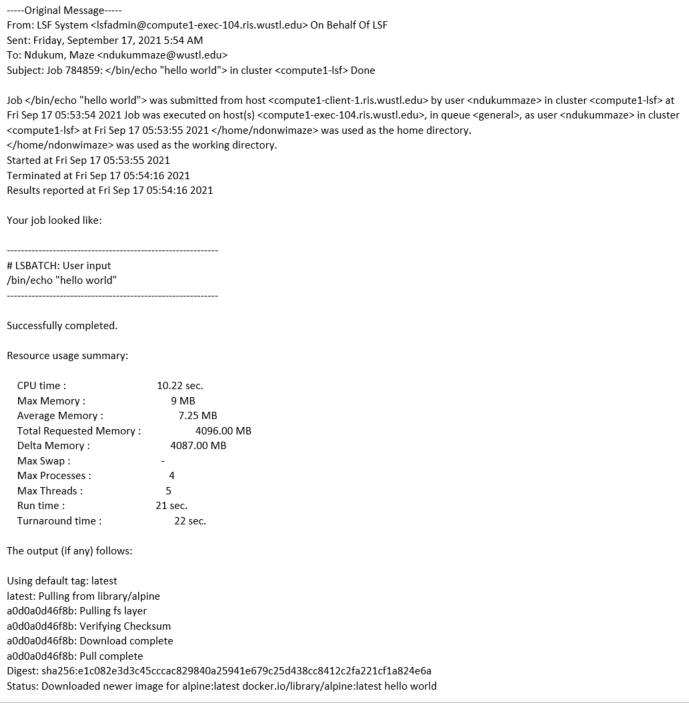 -----Original Message-----
From: LSF System <lsfadmin@compute1-exec-104.ris.wustl.edu> On Behalf Of LSF
Sent: Friday, September 17, 2021 5:54 AM
To: Ndukum, Maze <ndukummaze@wustl.edu>
Subject: Job 784859: </bin/echo "hello world"> in cluster <compute1-lsf> Done
Job </bin/echo "hello world"> was submitted from host <compute1-client-1.ris.wustl.edu> by user <ndukummaze> in cluster <compute1-lsf> at
Fri Sep 17 05:53:54 2021 Job was executed on host(s) <compute1-exec-104.ris.wustl.edu>, in queue <general>, as user <ndukummaze> in cluster
<compute1-lsf> at Fri Sep 17 05:53:55 2021 </home/ndonwimaze> was used as the home directory.
</home/ndonwimaze> was used as the working directory.
Started at Fri Sep 17 05:53:55 2021
Terminated at Fri Sep 17 05:54:16 2021
Results reported at Fri Sep 17 05:54:16 2021
Your job looked like:
------------------------------------------------------------
# LSBATCH: User input
/bin/echo "hello world"
------------------------------------------------------------
Successfully completed.
Resource usage summary:
CPU time : 10.22 sec.
Max Memory : 9 MB
Average Memory : 7.25 MB
Total Requested Memory : 4096.00 MB
Delta Memory : 4087.00 MB
Max Swap : -
Max Processes : 4
Max Threads : 5
Run time : 21 sec.
Turnaround time : 22 sec.
The output (if any) follows:
Using default tag: latest
latest: Pulling from library/alpine
a0d0a0d46f8b: Pulling fs layer
a0d0a0d46f8b: Verifying Checksum
a0d0a0d46f8b: Download complete
a0d0a0d46f8b: Pull complete
Digest: sha256:e1c082e3d3c45cccac829840a25941e679c25d438cc8412c2fa221cf1a824e6a
Status: Downloaded newer image for alpine:latest docker.io/library/alpine:latest hello world